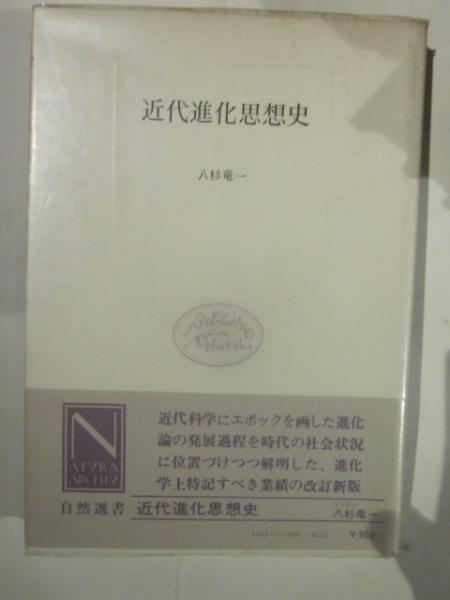 近代進化思想史
八杉竜一
N
ATVRA
ARCHIV
近代科学にエポックを画した進化
論の発展過程を時代の社会状況
に位置づけつつ解明した、進化
学上特記すべき業績の改訂新版
自然選書 近代進化思想史 八杉竜一
¥900